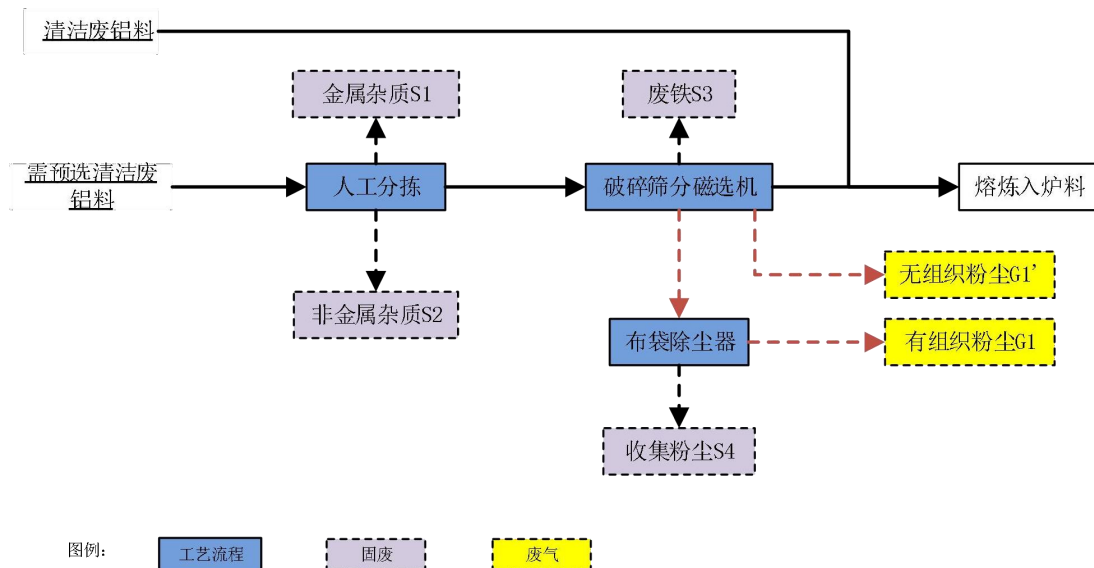 清洁废铝料
金属杂质S1
废铁S3
需预选清洁废
铝料
人工分拣
破碎筛分磁选机
熔炼入炉料
无组织粉尘G1’
非金属杂质S2
布袋除尘器
有组织粉尘G1
收集粉尘S4
图例：
工艺流程
固废
废气